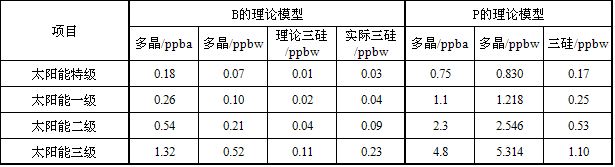 项目 B的理论模型 P的理论模型
多晶/ppba 多晶/ppbw 理论三硅/ppbw 实际三硅/ppbw 多晶/ppba 多晶/ppbw 三硅/ppbw
太阳能特级 0.18 0.07 0.01 0.03 0.75 0.830 0.17
太阳能一级 0.26 0.10 0.02 0.04 1.1 1.218 0.25
太阳能二级 0.54 0.21 0.04 0.09 2.3 2.546 0.53
太阳能三级 1.32 0.52 0.11 0.23 4.8 5.314 1.10